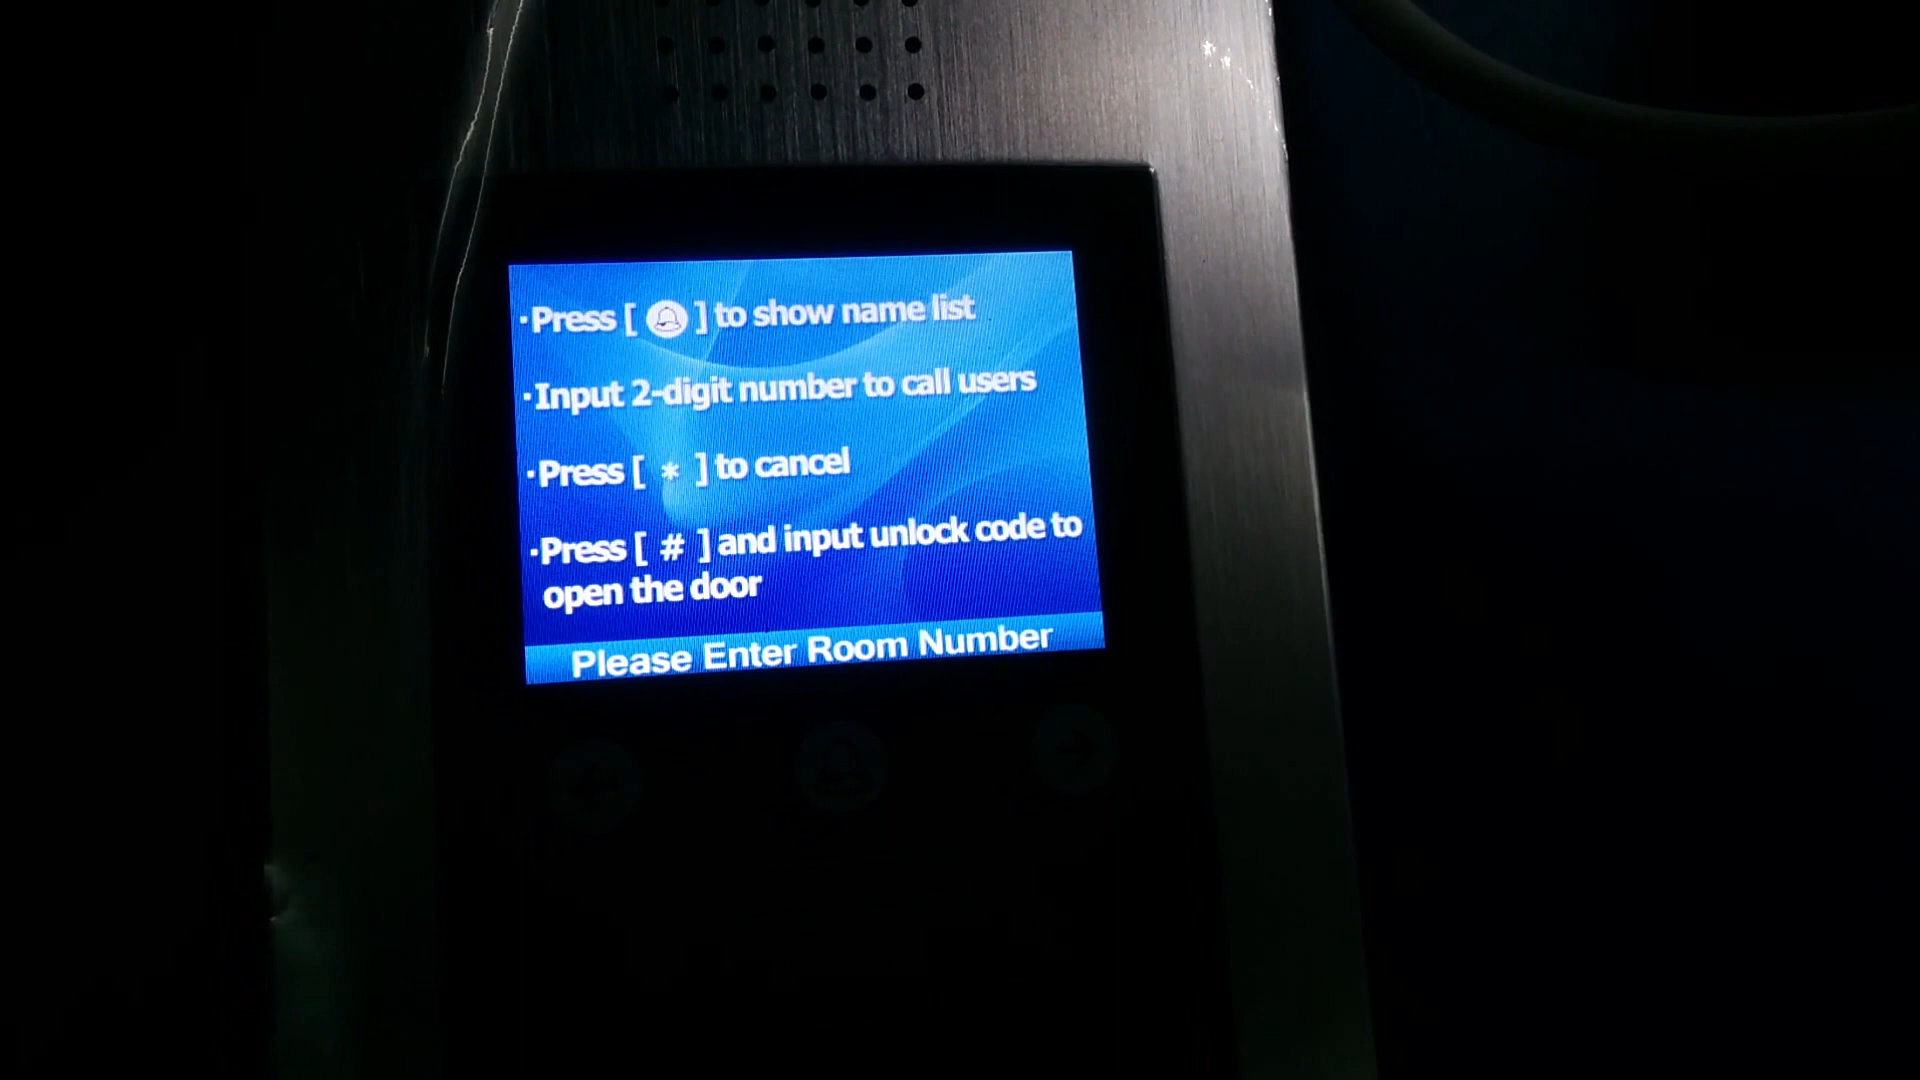 ·Press [ ] to show name list
·Input 2-digit number to call users
·Press [ * ] to cancel
·Press [ # ] and input unlock code to
open the door
Please Enter Room Number